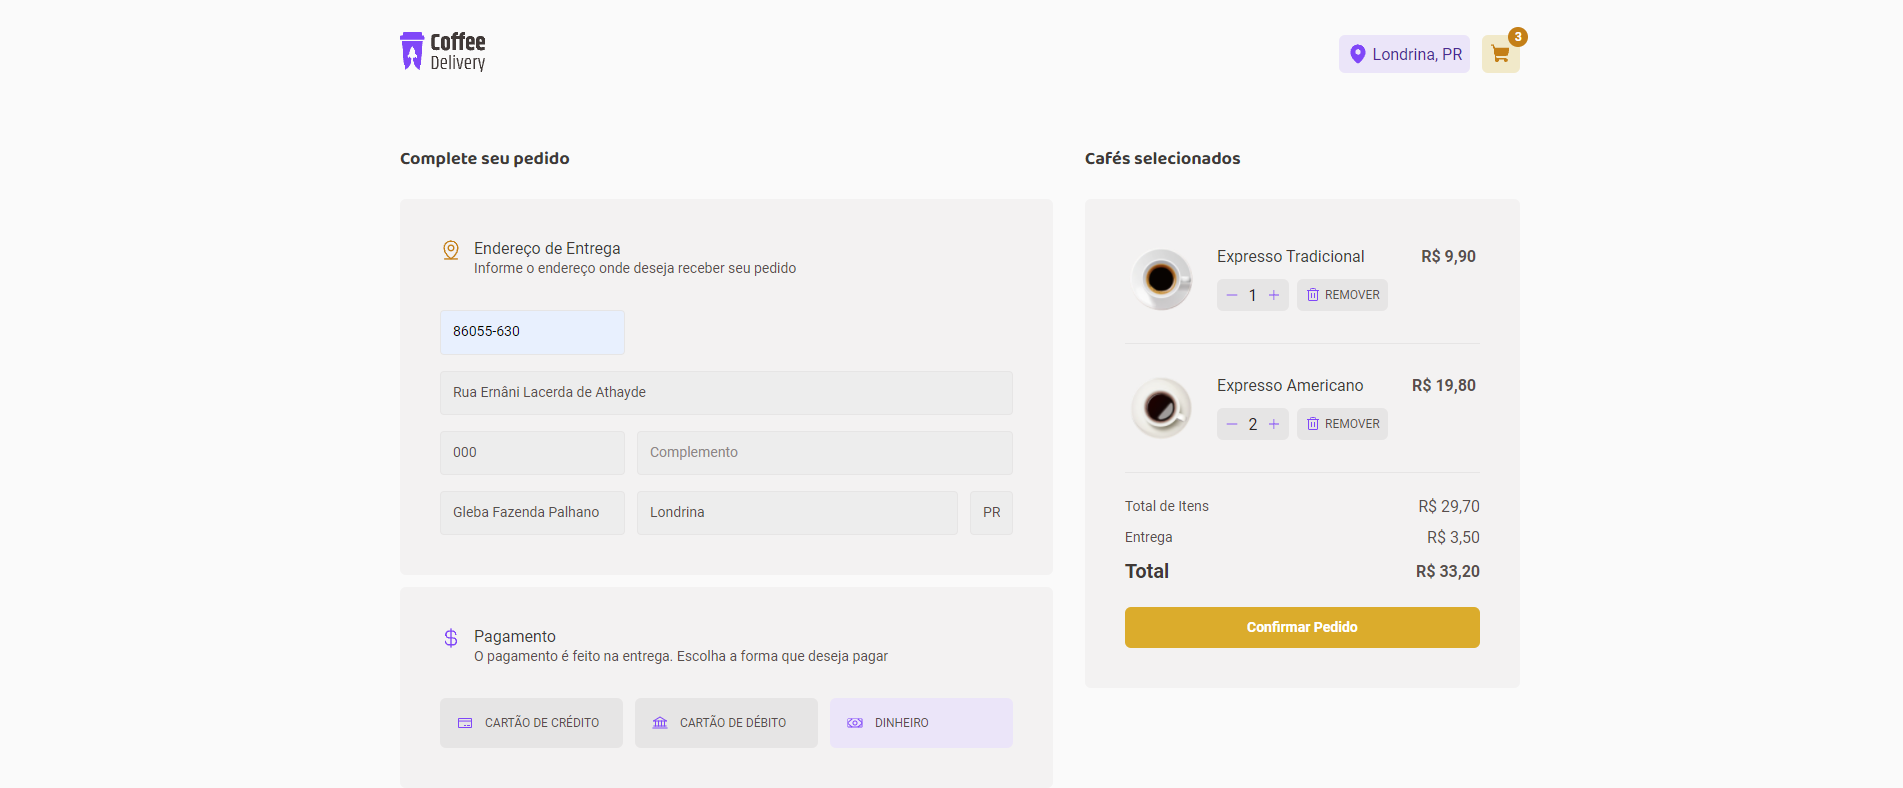 Coffee
Delivery
Londrina, PR
3
Complete seu pedido
Endereço de Entrega
Informe o endereço onde deseja receber seu pedido
86055-630
Rua Ernâni Lacerda de Athayde
000
Complemento
Gleba Fazenda Palhano
Londrina
PR
Pagamento
O pagamento é feito na entrega. Escolha a forma que deseja pagar
CARTÃO DE CRÉDITO
CARTÃO DE DÉBITO
DINHEIRO
Cafés selecionados
Expresso Tradicional
R$ 9,90
1
REMOVER
Expresso Americano
R$ 19,80
2
REMOVER
Total de Itens
R$ 29,70
Entrega
R$ 3,50
Total
R$ 33,20
Confirmar Pedido